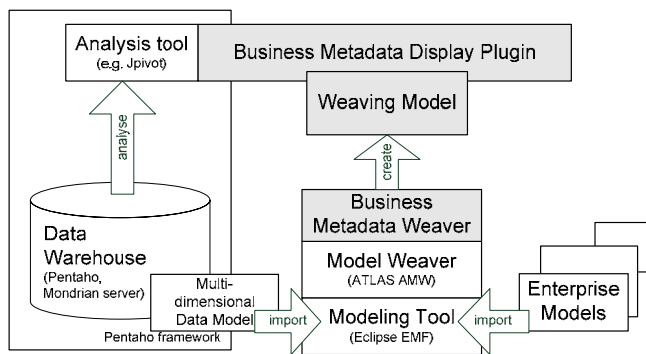 Analysis tool
(e.g. Jpivot)
Business Metadata Display Plugin
Weaving Model
analyse
create
Business
Metadata Weaver
Data
Warehouse
(Pentaho,
Mondrian server)
Model Weaver
(ATLAS AMW)
Multi-
dimensional
Data Model
import
Modeling Tool
(Eclipse EMF)
import
Enterprise
Models
Pentaho framework